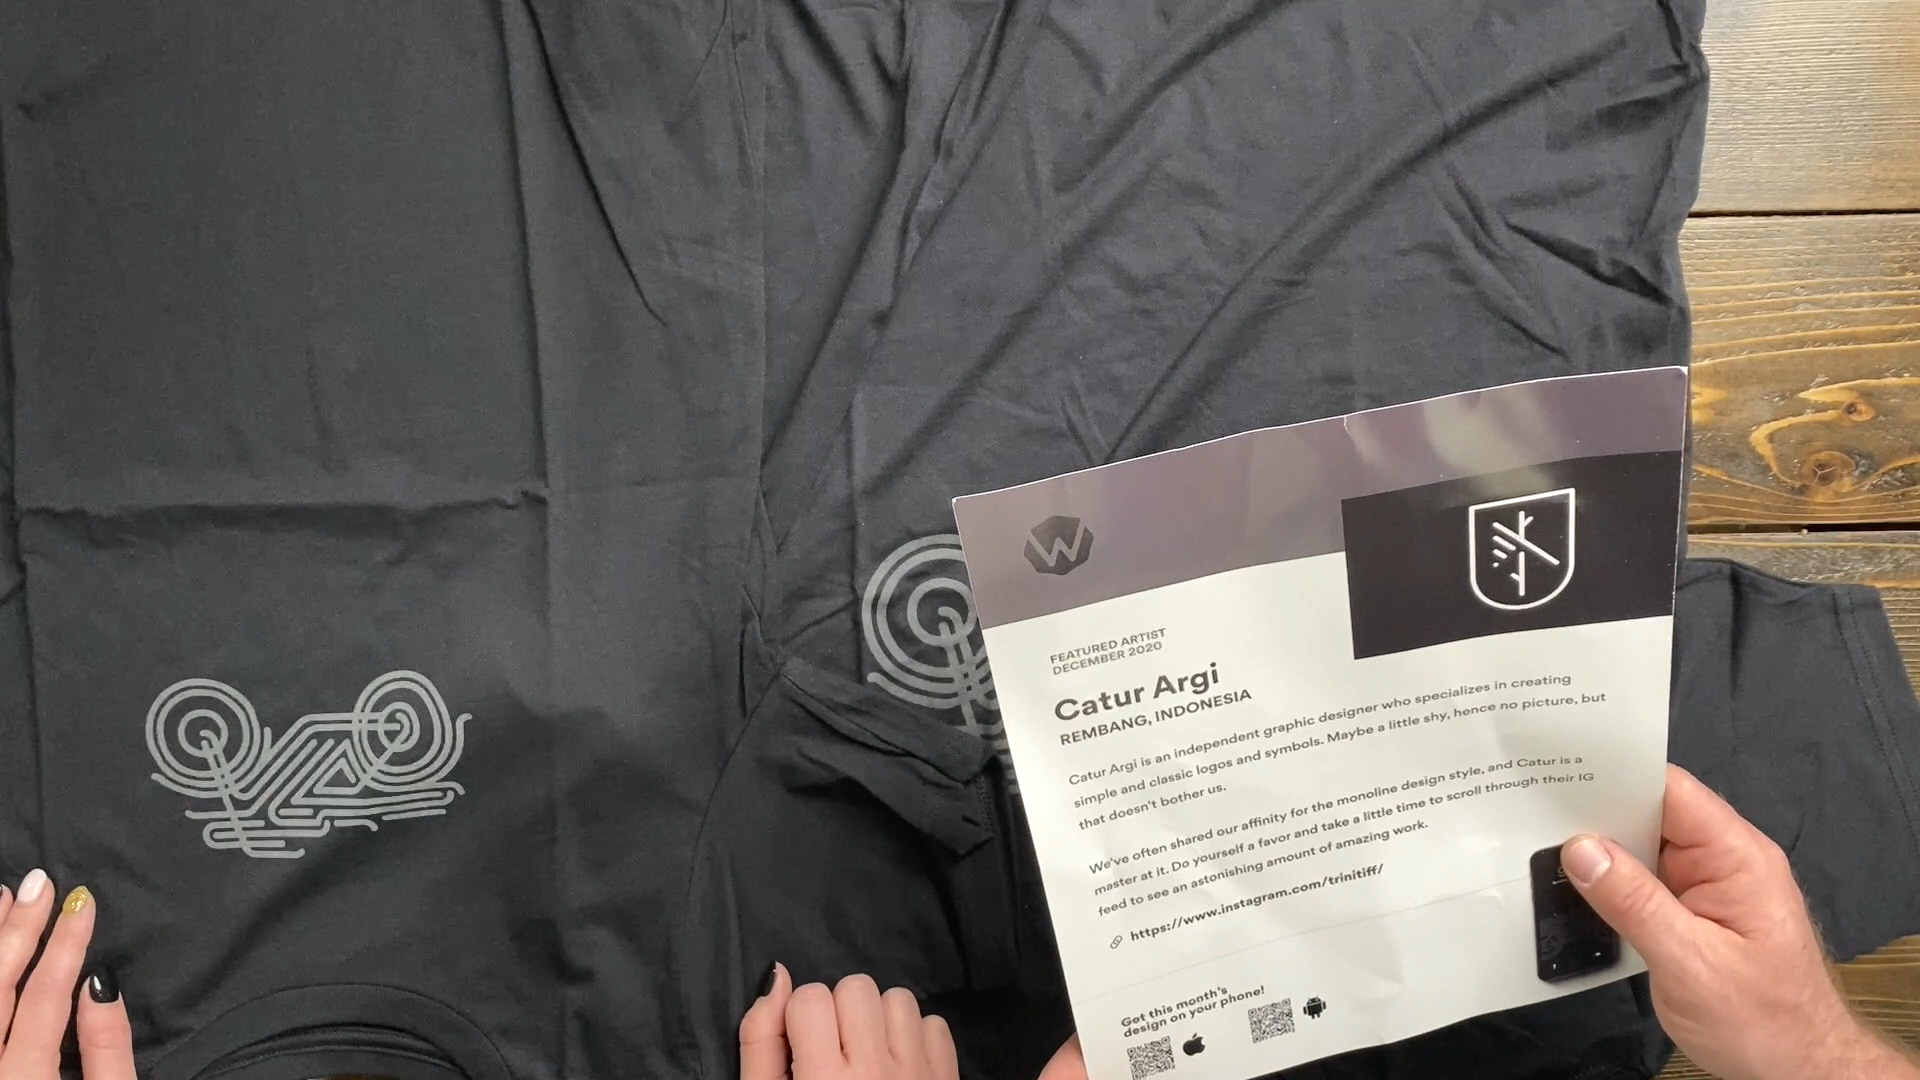 W
FEATURED ARTIST
DECEMBER 2020
Catur Argi
REMBANG, INDONESIA
Catur Argi is an independent graphic designer who specializes in creating
simple and classic logos and symbols. Maybe a little shy, hence no picture, but
that doesn't bother us.
We've often shared our affinity for the monoline design style, and Catur is a
master at it. Do yourself a favor and take a little time to scroll through their IG
feed to see an astonishing amount of amazing work.
https://www.instagram.com/trinitiff/
Get this month's
design on your phone!